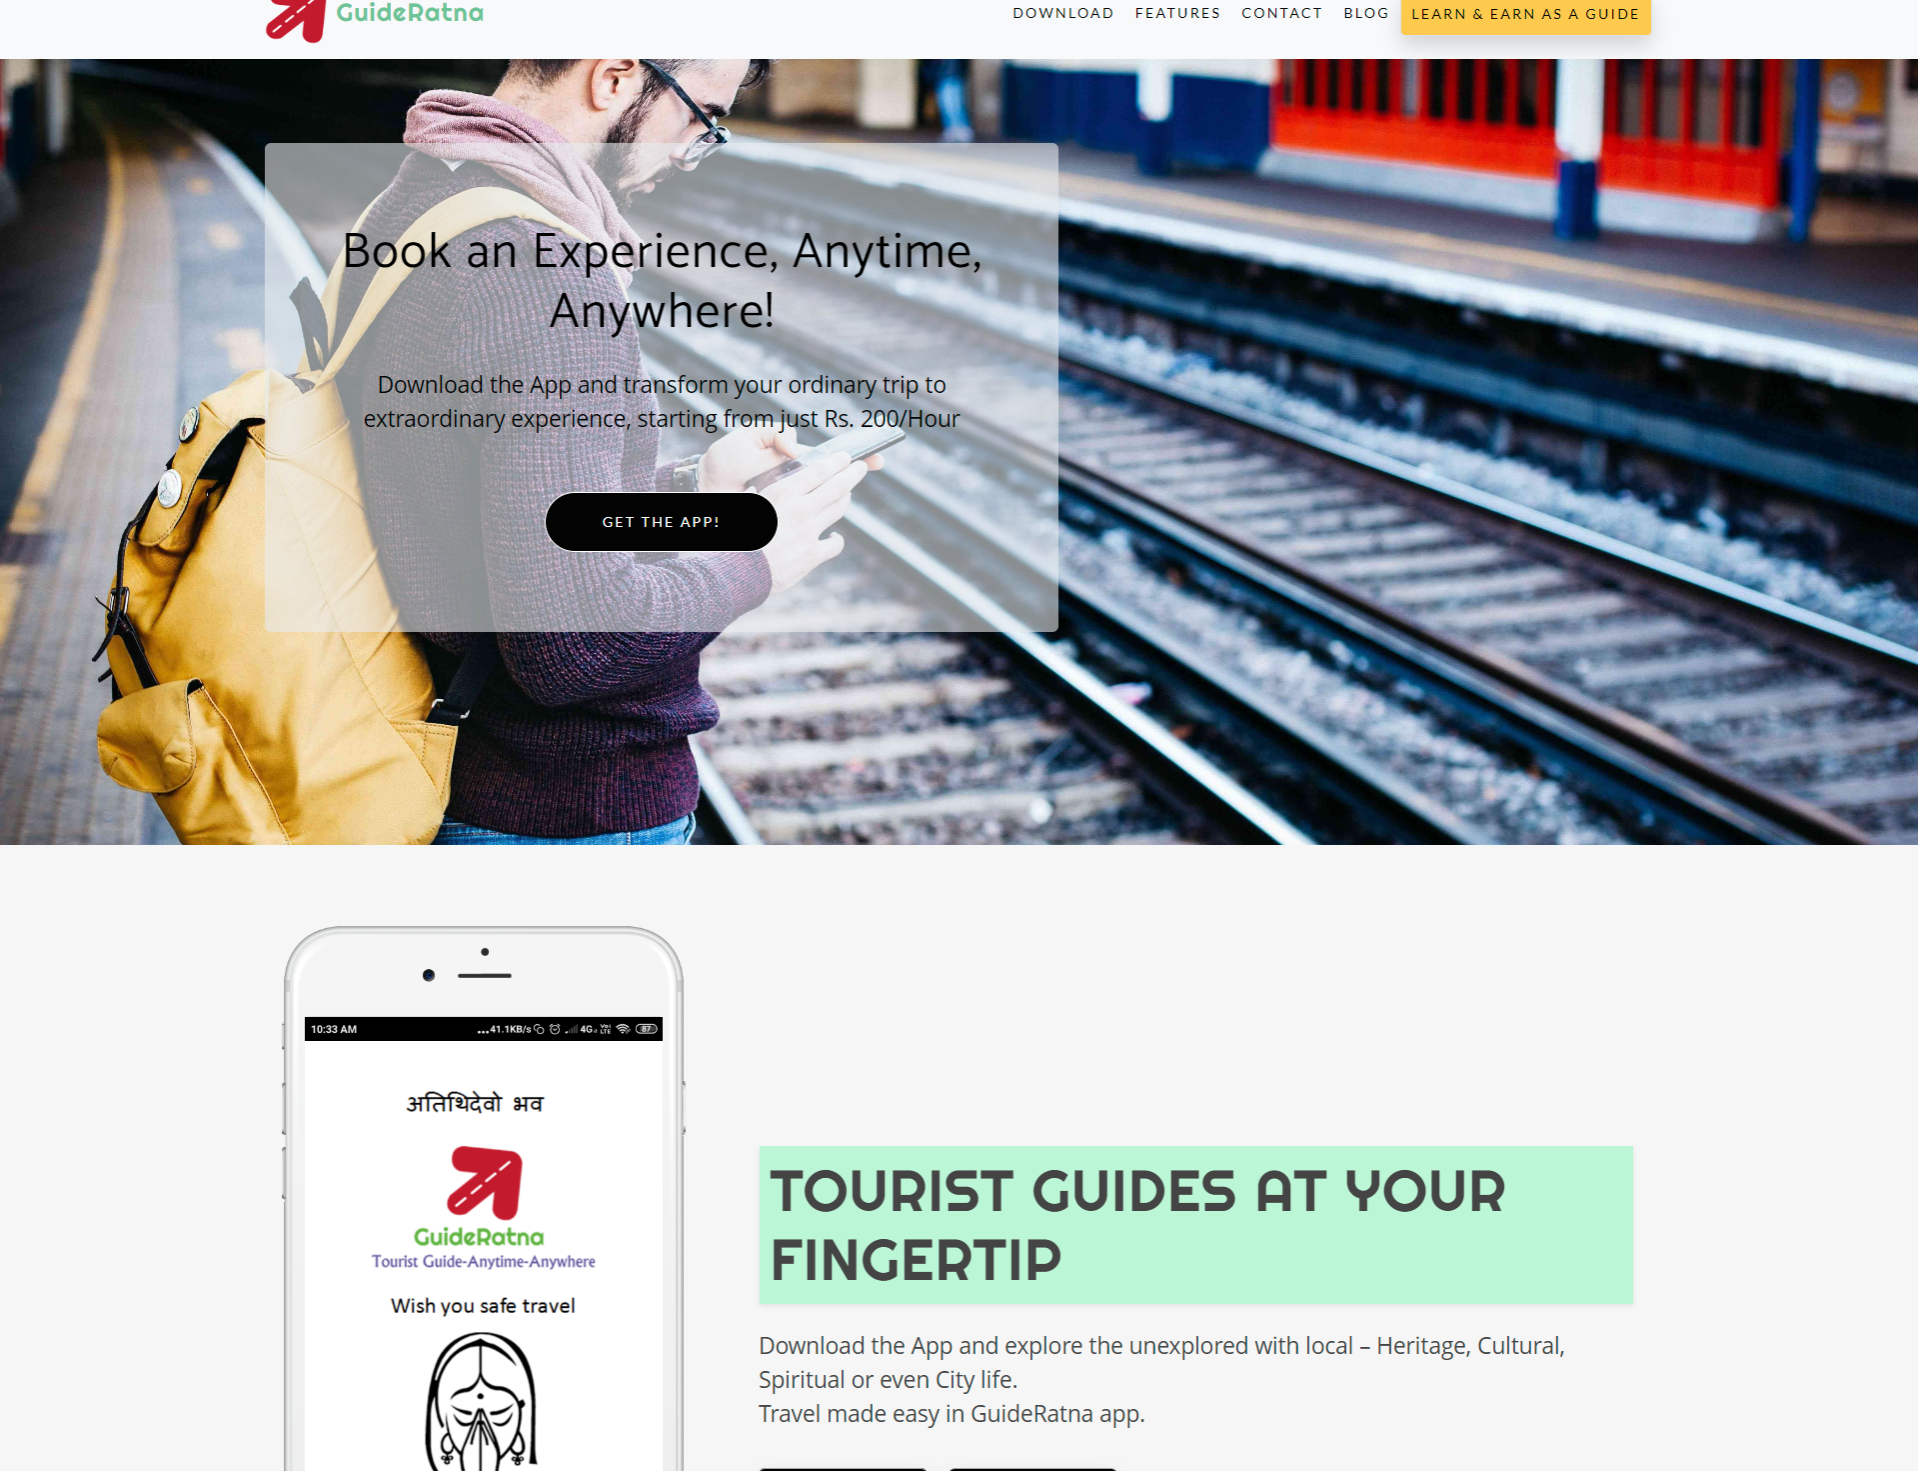 GuideRatna
DOWNLOAD FEATURES CONTACT BLOG LEARN & EARN AS A GUIDE
Book an Experience, Anytime,
Anywhere!
Download the App and transform your ordinary trip to
extraordinary experience, starting from just Rs. 200/Hour
GET THE APP!
10:33 AM ...41.1KB/s 4G Vo) LTE 87
अतिथिदेवो भव
GuideRatna
Tourist Guide-Anytime-Anywhere
Wish you safe travel
TOURIST GUIDES AT YOUR
FINGERTIP
Download the App and explore the unexplored with local – Heritage, Cultural,
Spiritual or even City life.
Travel made easy in GuideRatna app.